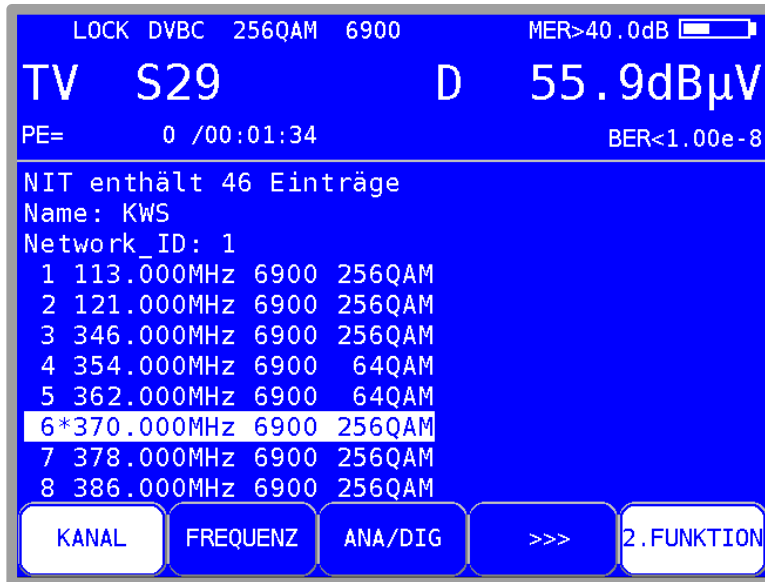 LOCK DVBC 256QAM 6900 MER>40.0dB
TV S29 D 55.9dBµV
PE= 0 /00:01:34 BER<1.00e-8
NIT enthält 46 Einträge
Name: KWS
Network_ID: 1
1 113.000MHz 6900 256QAM
2 121.000MHz 6900 256QAM
3 346.000MHz 6900 256QAM
4 354.000MHz 6900 64QAM
5 362.000MHz 6900 64QAM
6*370.000MHz 6900 256QAM
7 378.000MHz 6900 256QAM
8 386.000MHz 6900 256QAM
KANAL FREQUENZ ANA/DIG >>> 2.FUNKTION